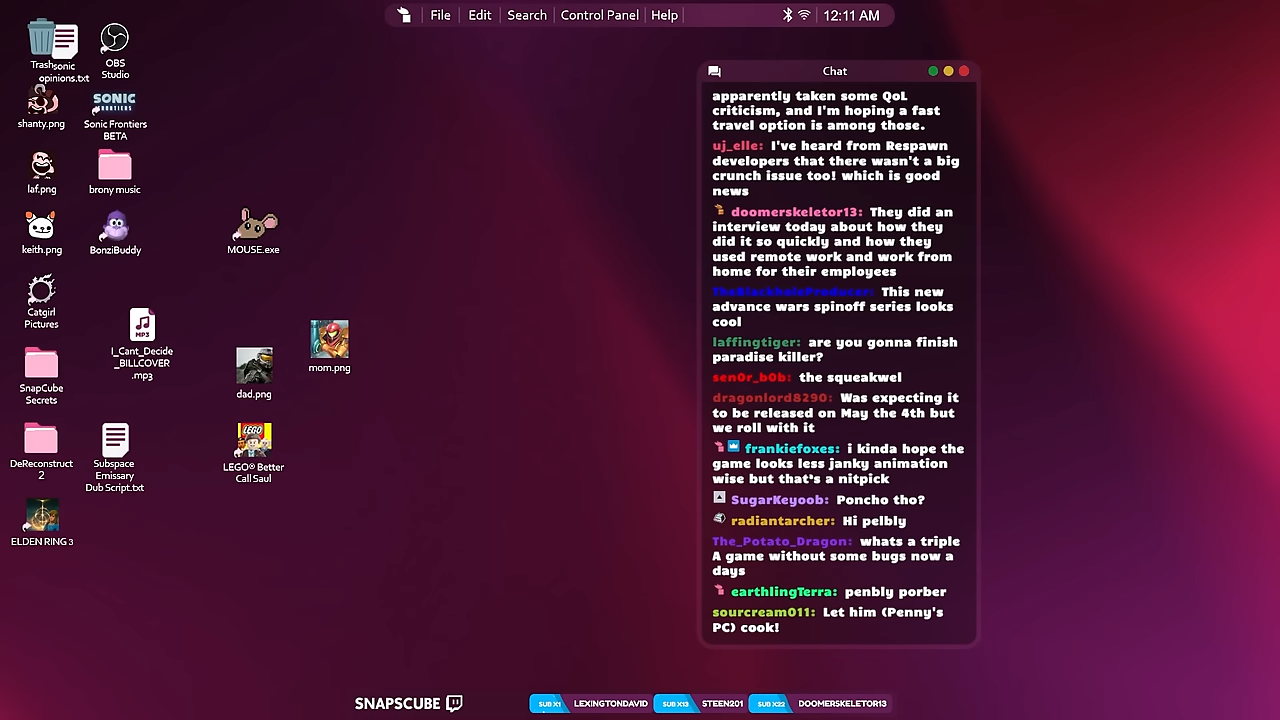 File Edit Search Control Panel Help 12:11 AM
Trash
sonic
opinions.txt
OBS
Studio
shanty.png
SONIC
FRONTIERS
Sonic Frontiers
BETA
laf.png
brony music
keith.png
BonziBuddy
MOUSE.exe
Catgirl
Pictures
MP3
I_Cant_Decide
_BILLCOVER
.mp3
mom.png
SnapCube
Secrets
dad.png
DeReconstruct
2
Subspace
Emissary
Dub Script.txt
LEGO
LEGO® Better
Call Saul
ELDEN RING 3
Chat
apparently taken some QoL
criticism, and I'm hoping a fast
travel option is among those.
uj_elle: I've heard from Respawn
developers that there wasn't a big
crunch issue too! which is good
news
doomerskeletor13: They did an
interview today about how they
did it so quickly and how they
used remote work and work from
home for their employees
TheBlackholeProducer: This new
advance wars spinoff series looks
cool
laffingtiger: are you gonna finish
paradise killer?
sen0r_b0b: the squeakwel
dragonlord8290: Was expecting it
to be released on May the 4th but
we roll with it
frankiefoxes: i kinda hope the
game looks less janky animation
wise but that's a nitpick
SugarKeyoob: Poncho tho?
radiantarcher: Hi pelbly
The_Potato_Dragon: whats a triple
A game without some bugs now a
days
earthlingTerra: penbly porber
sourcream011: Let him (Penny's
PC) cook!
SNAPSCUBE
SUB X1 LEXINGTONDAVID SUB X13 STEEN201 SUB X22 DOOMERSKELETOR13